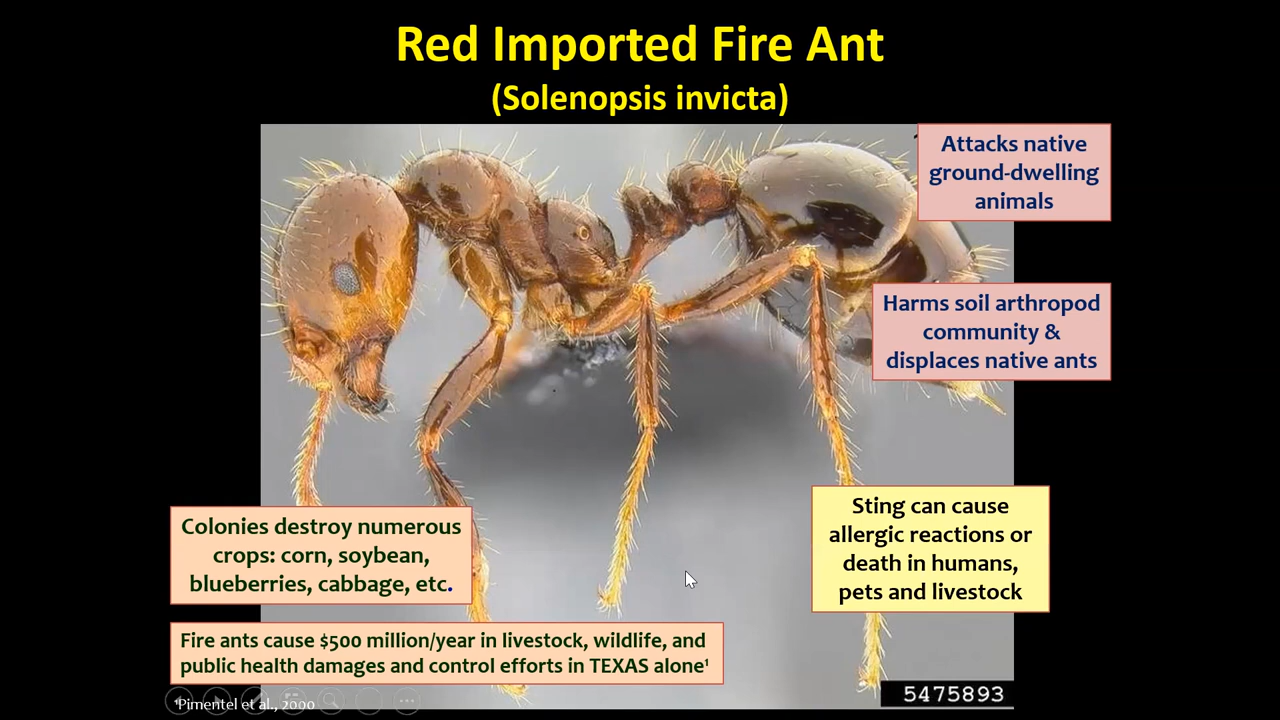 Red Imported Fire Ant
(Solenopsis invicta)
Attacks native
ground-dwelling
animals
Harms soil arthropod
community &
displaces native ants
Colonies destroy numerous
crops: corn, soybean,
blueberries, cabbage, etc.
Sting can cause
allergic reactions or
death in humans,
pets and livestock
Fire ants cause $500 million/year in livestock, wildlife, and
public health damages and control efforts in TEXAS alone¹
5475893
¹Pimentel et al., 2000